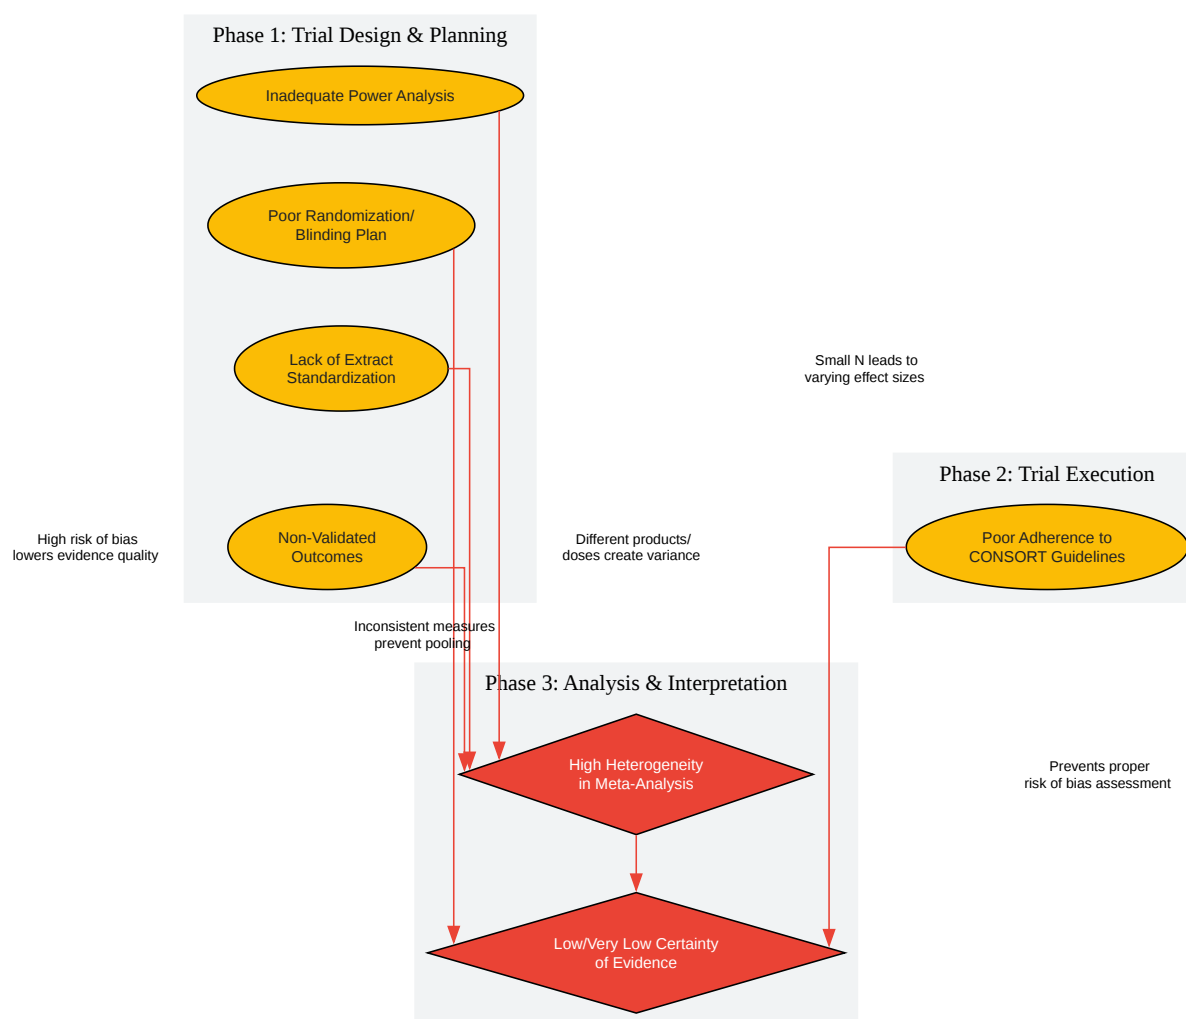 Phase 1: Trial Design & Planning
Inadequate Power Analysis
Poor Randomization/
Blinding Plan
Lack of Extract
Standardization
Small N leads to
varying effect sizes
Phase 2: Trial Execution
High risk of bias
lowers evidence quality
Non-Validated
Outcomes
Different products/
doses create variance
Poor Adherence to
CONSORT Guidelines
Inconsistent measures
prevent pooling
Phase 3: Analysis & Interpretation
High Heterogeneity
in Meta-Analysis
Prevents proper
risk of bias assessment
Low/Very Low Certainty
of Evidence